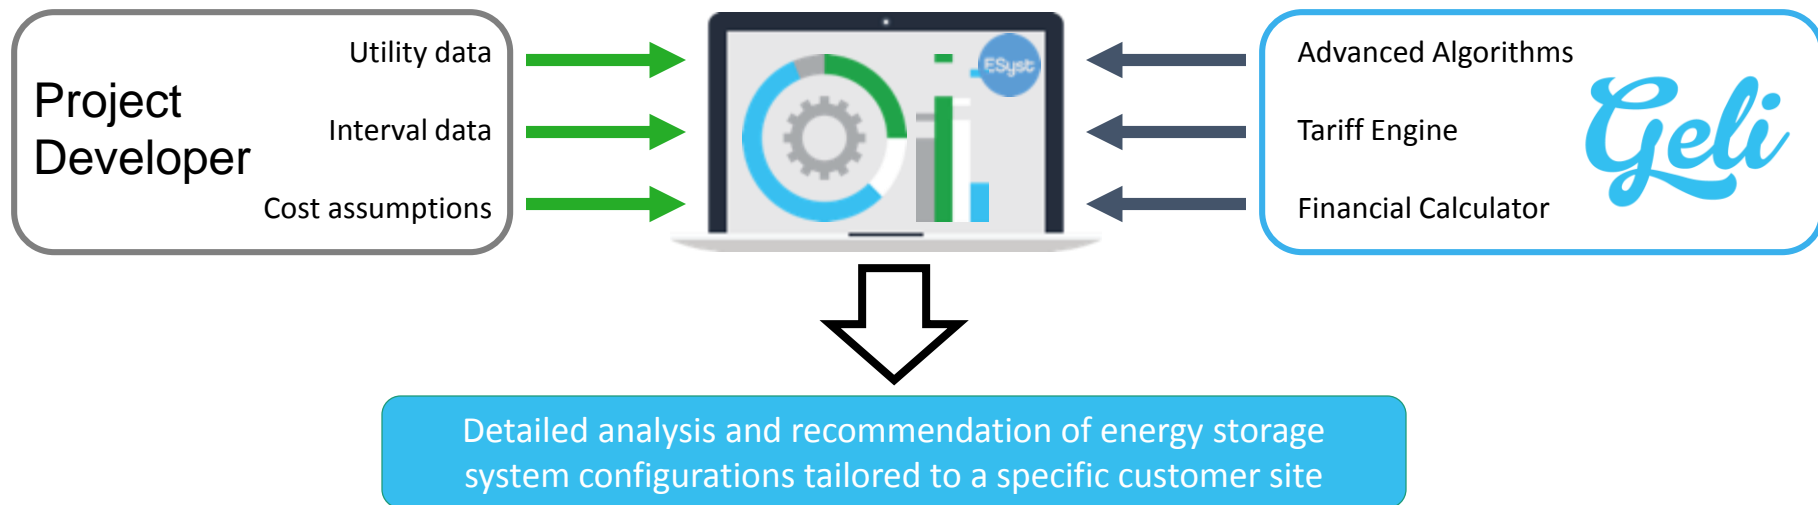 Project
Developer
Utility data
Interval data
Cost assumptions
ESyst
Advanced Algorithms
Tariff Engine
Financial Calculator
Geli
Detailed analysis and recommendation of energy storage
system configurations tailored to a specific customer site